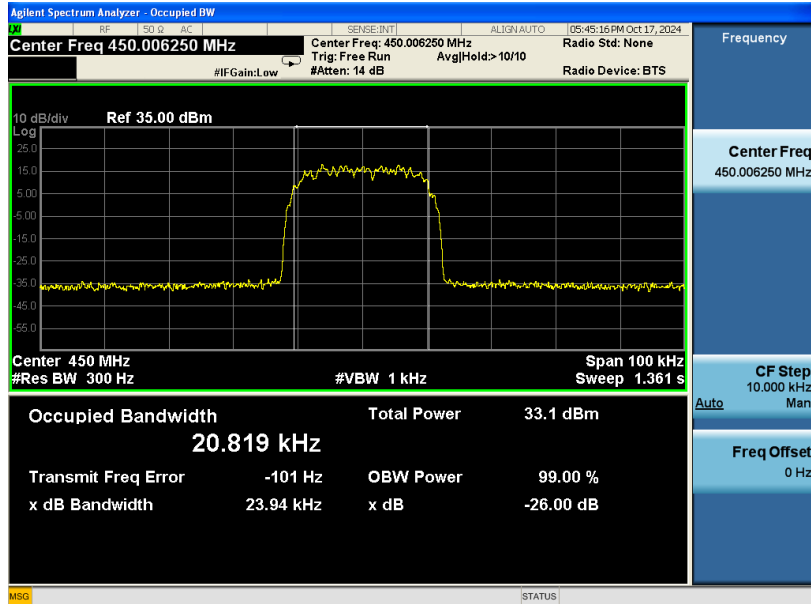 Agilent Spectrum Analyzer - Occupied BW
LXI RF 50 Ω AC SENSE:INT ALIGN AUTO 05:45:16 PM Oct 17, 2024
Center Freq 450.006250 MHz
Center Freq: 450.006250 MHz
Radio Std: None
Trig: Free Run Avg|Hold:> 10/10
#IFGain:Low
#Atten: 14 dB
Radio Device: BTS
10 dB/div Ref 35.00 dBm
Log
25.0
15.0
5.00
-5.00
-15.0
-25.0
-35.0
-45.0
-55.0
Center 450 MHz Span 100 kHz
#Res BW 300 Hz #VBW 1 kHz Sweep 1.361 s
Occupied Bandwidth Total Power 33.1 dBm
20.819 kHz
Transmit Freq Error -101 Hz OBW Power 99.00 %
x dB Bandwidth 23.94 kHz x dB -26.00 dB
Frequency
Center Freq
450.006250 MHz
CF Step
10.000 kHz
Auto Man
Freq Offset
0 Hz
MSG STATUS